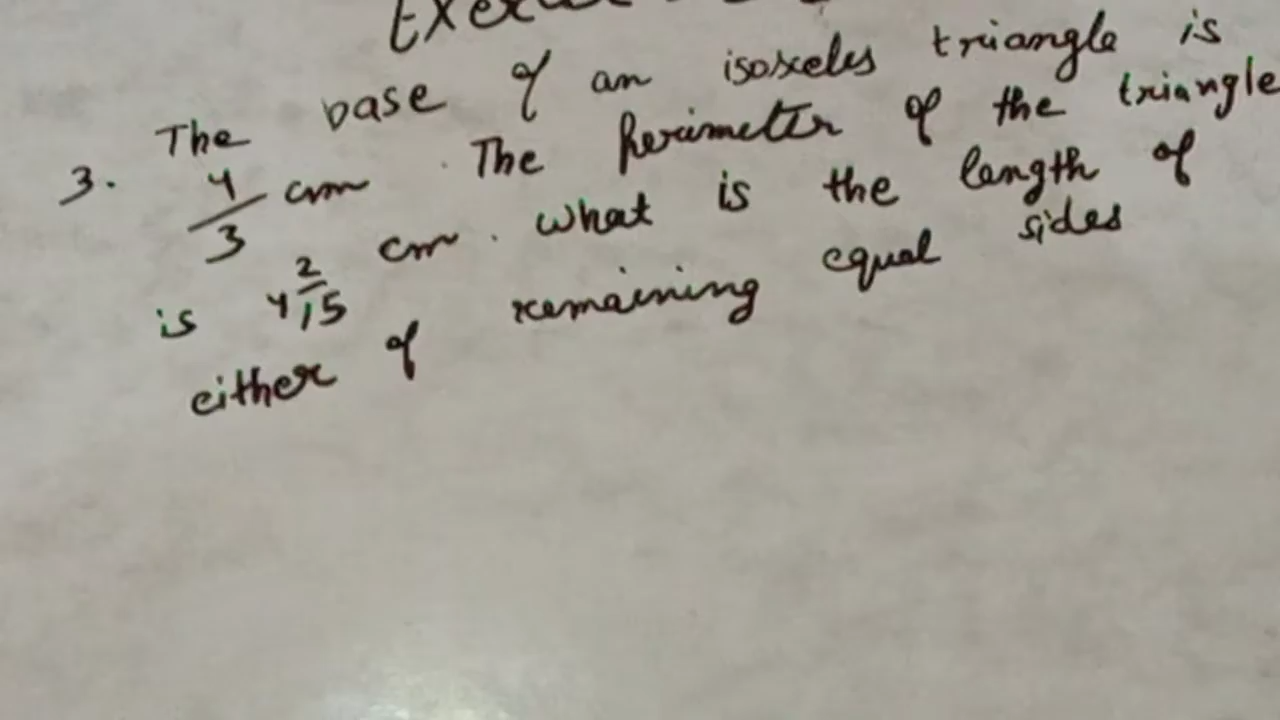 3. The base of an isosceles triangle is
4/3 cm. The perimeter of the triangle
is 4 2/15 cm. what is the length of
either of remaining equal sides